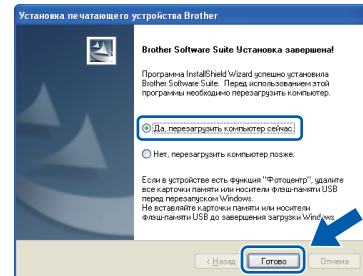 Установка печатающего устройства Brother
Brother Software Suite Установка завершена!
Программа InstallShield Wizard успешно установила
Brother Software Suite. Перед использованием этой
программы необходимо перезагрузить компьютер.
Да, перезагрузить компьютер сейчас.
Нет, перезагрузить компьютер позже.
Если в устройстве есть функция "Фотоцентр", удалите
все карточки памяти или носители флэш-памяти USB
перед перезапуском Windows.
Не вставляйте карточки памяти или носители
флэш-памяти USB до завершения загрузки Windows.
< Назад
Готово
Отмена